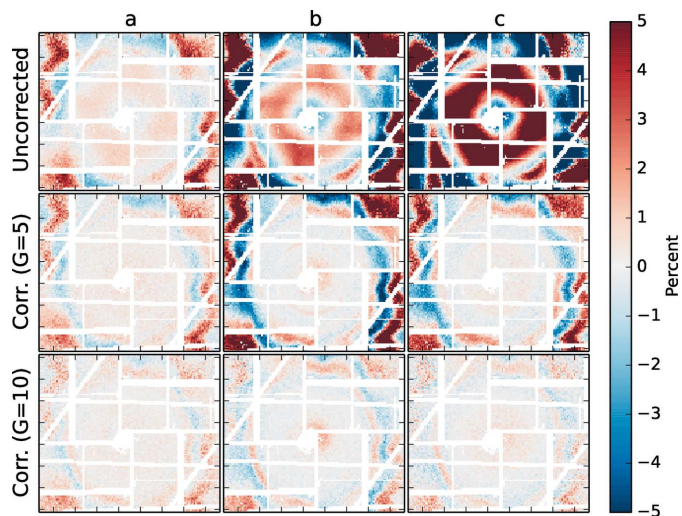 a b c
Uncorrected
Corr. (G=5)
Corr. (G=10)
5
4
3
2
1
0
−1
−2
−3
−4
−5
Percent